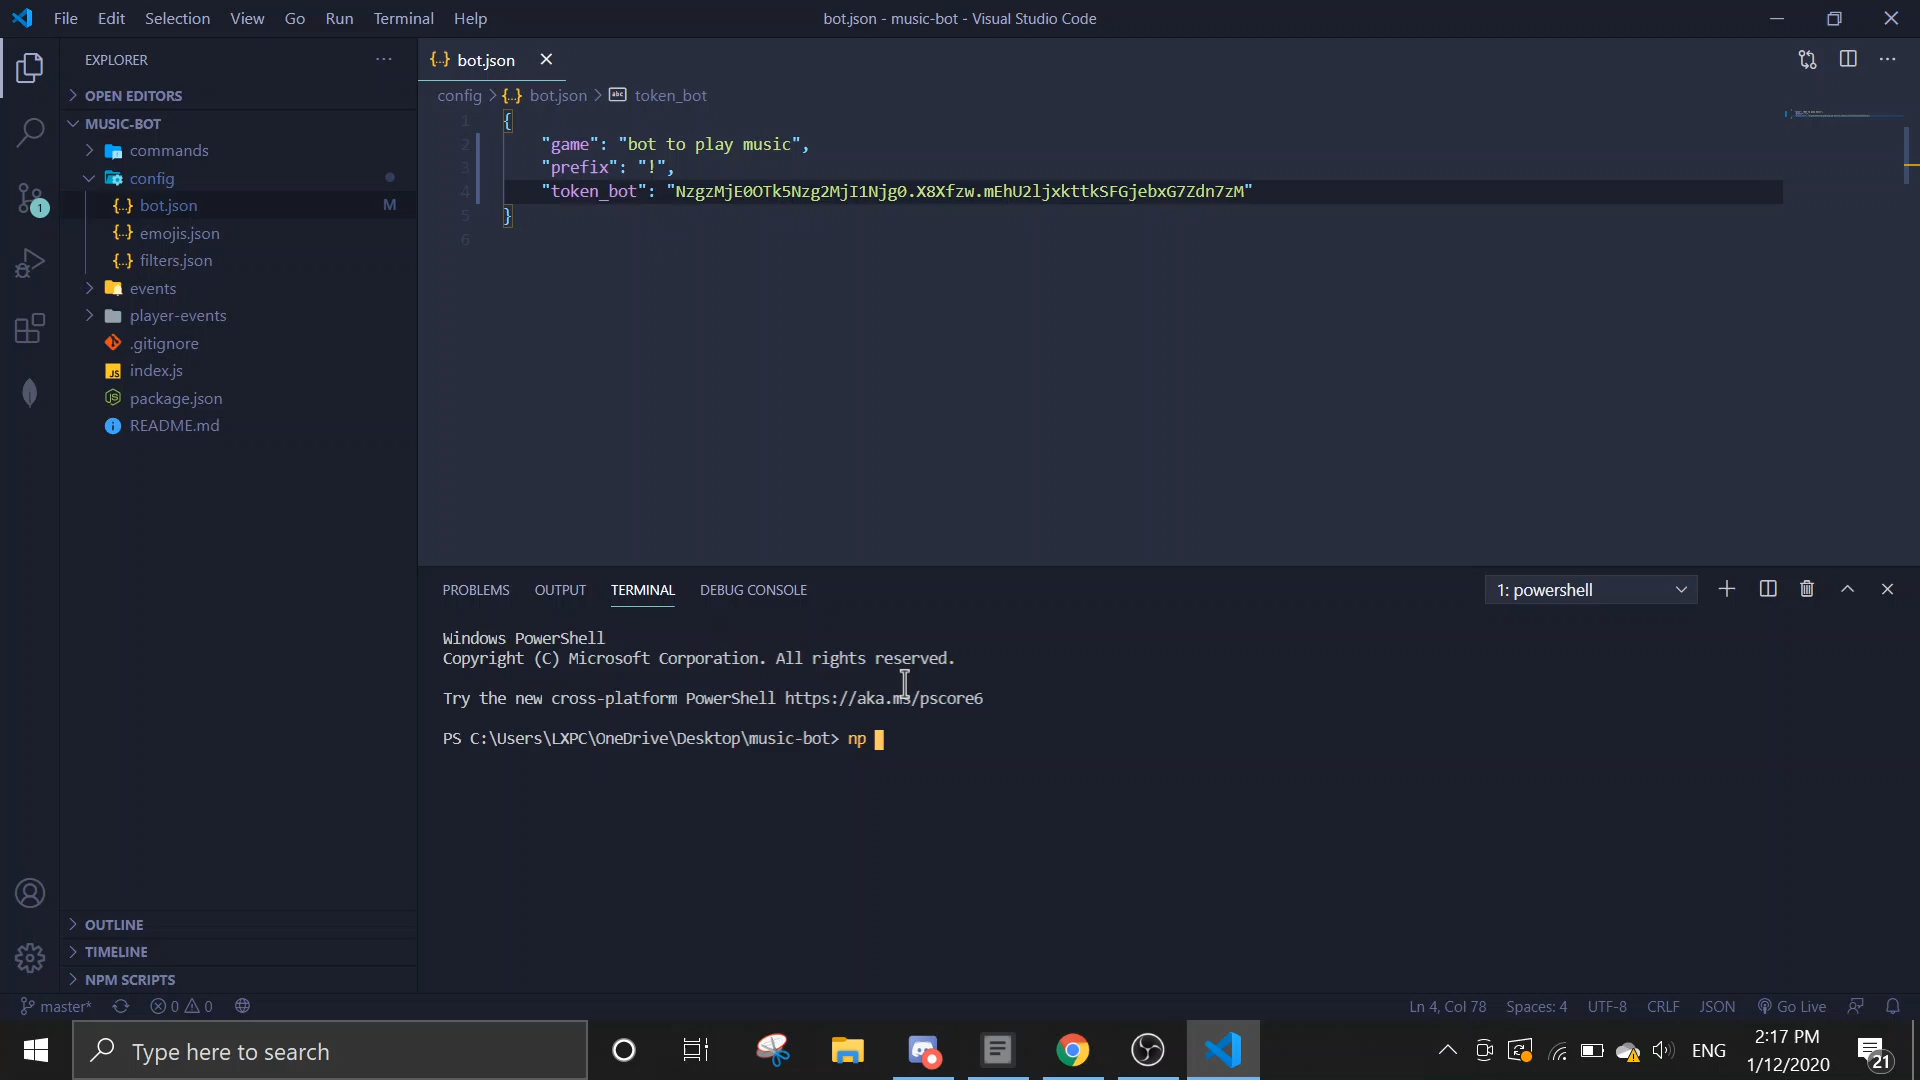 File Edit Selection View Go Run Terminal Help
bot.json - music-bot - Visual Studio Code
EXPLORER
OPEN EDITORS
MUSIC-BOT
commands
config
bot.json M
emojis.json
filters.json
events
player-events
.gitignore
index.js
package.json
README.md
OUTLINE
TIMELINE
NPM SCRIPTS
1
bot.json
config > bot.json > token_bot
1 {
2 "game": "bot to play music",
3 "prefix": "!",
4 "token_bot": "NzgzMjE0OTk5Nzg2MjI1Njg0.X8Xfzw.mEhU2ljxkttkSFGjebxG7Zdn7zM"
5 }
6
PROBLEMS OUTPUT TERMINAL DEBUG CONSOLE
1: powershell
Windows PowerShell
Copyright (C) Microsoft Corporation. All rights reserved.
Try the new cross-platform PowerShell https://aka.ms/pscore6
PS C:\Users\LXPC\OneDrive\Desktop\music-bot> np
master* 0 0
Ln 4, Col 78 Spaces: 4 UTF-8 CRLF JSON Go Live
Type here to search
ENG
2:17 PM
1/12/2020
21